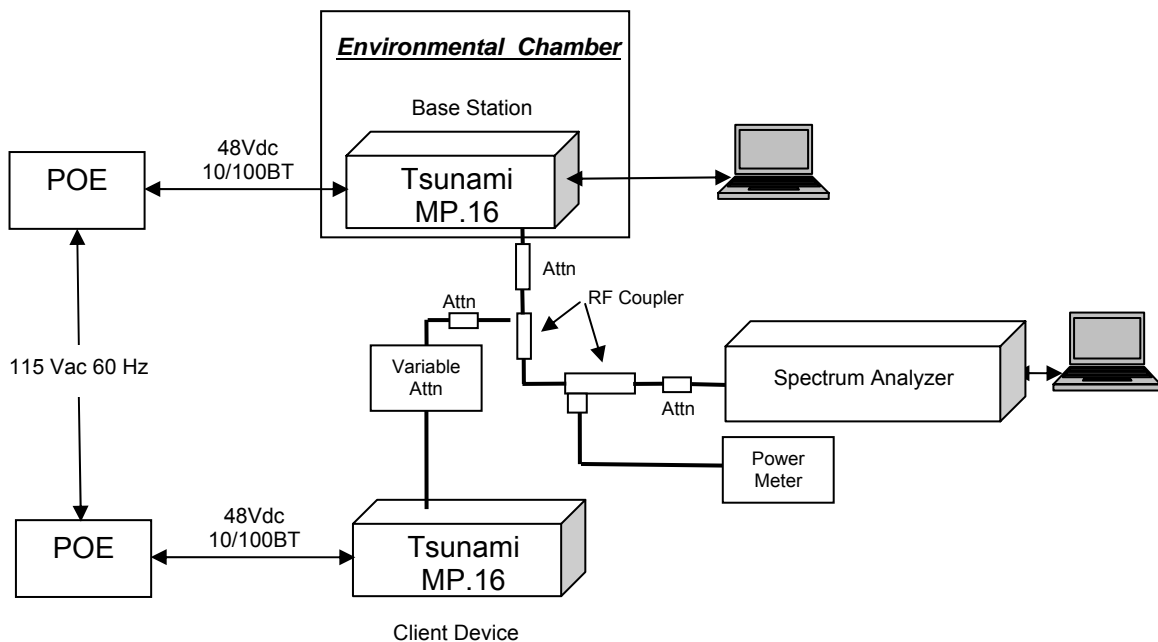 Environmental Chamber
Base Station
48Vdc
10/100BT
POE
Tsunami
MP.16
Attn
Attn
RF Coupler
115 Vac 60 Hz
Variable
Attn
Spectrum Analyzer
Attn
Power
Meter
48Vdc
10/100BT
POE
Tsunami
MP.16
Client Device